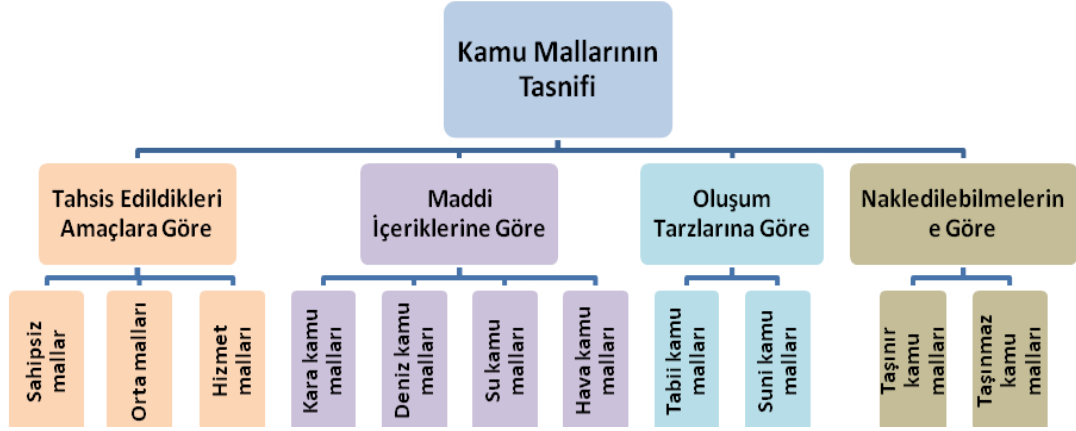 Kamu Mallarının
Tasnifi
Tahsis Edildikleri
Amaçlara Göre
Maddi
İçeriklerine Göre
Oluşum
Tarzlarına Göre
Nakledilebilmelerin
e Göre
Sahipsiz
mallar
Orta malları
Hizmet
malları
Kara kamu
malları
Deniz kamu
malları
Su kamu
malları
Hava kamu
malları
Tabii kamu
malları
Suni kamu
malları
Taşınır
kamu
malları
Taşınmaz
kamu
malları